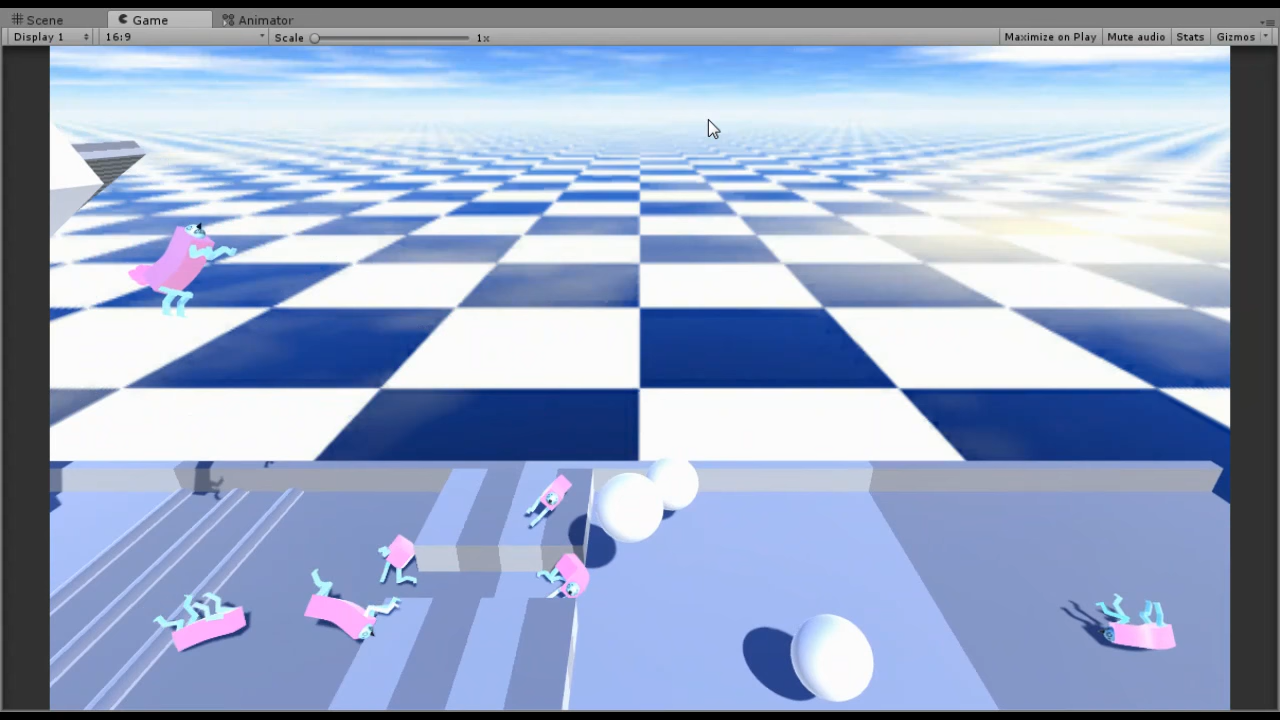 Scene Game Animator
Display 1 16:9 Scale 1x Maximize on Play Mute audio Stats Gizmos